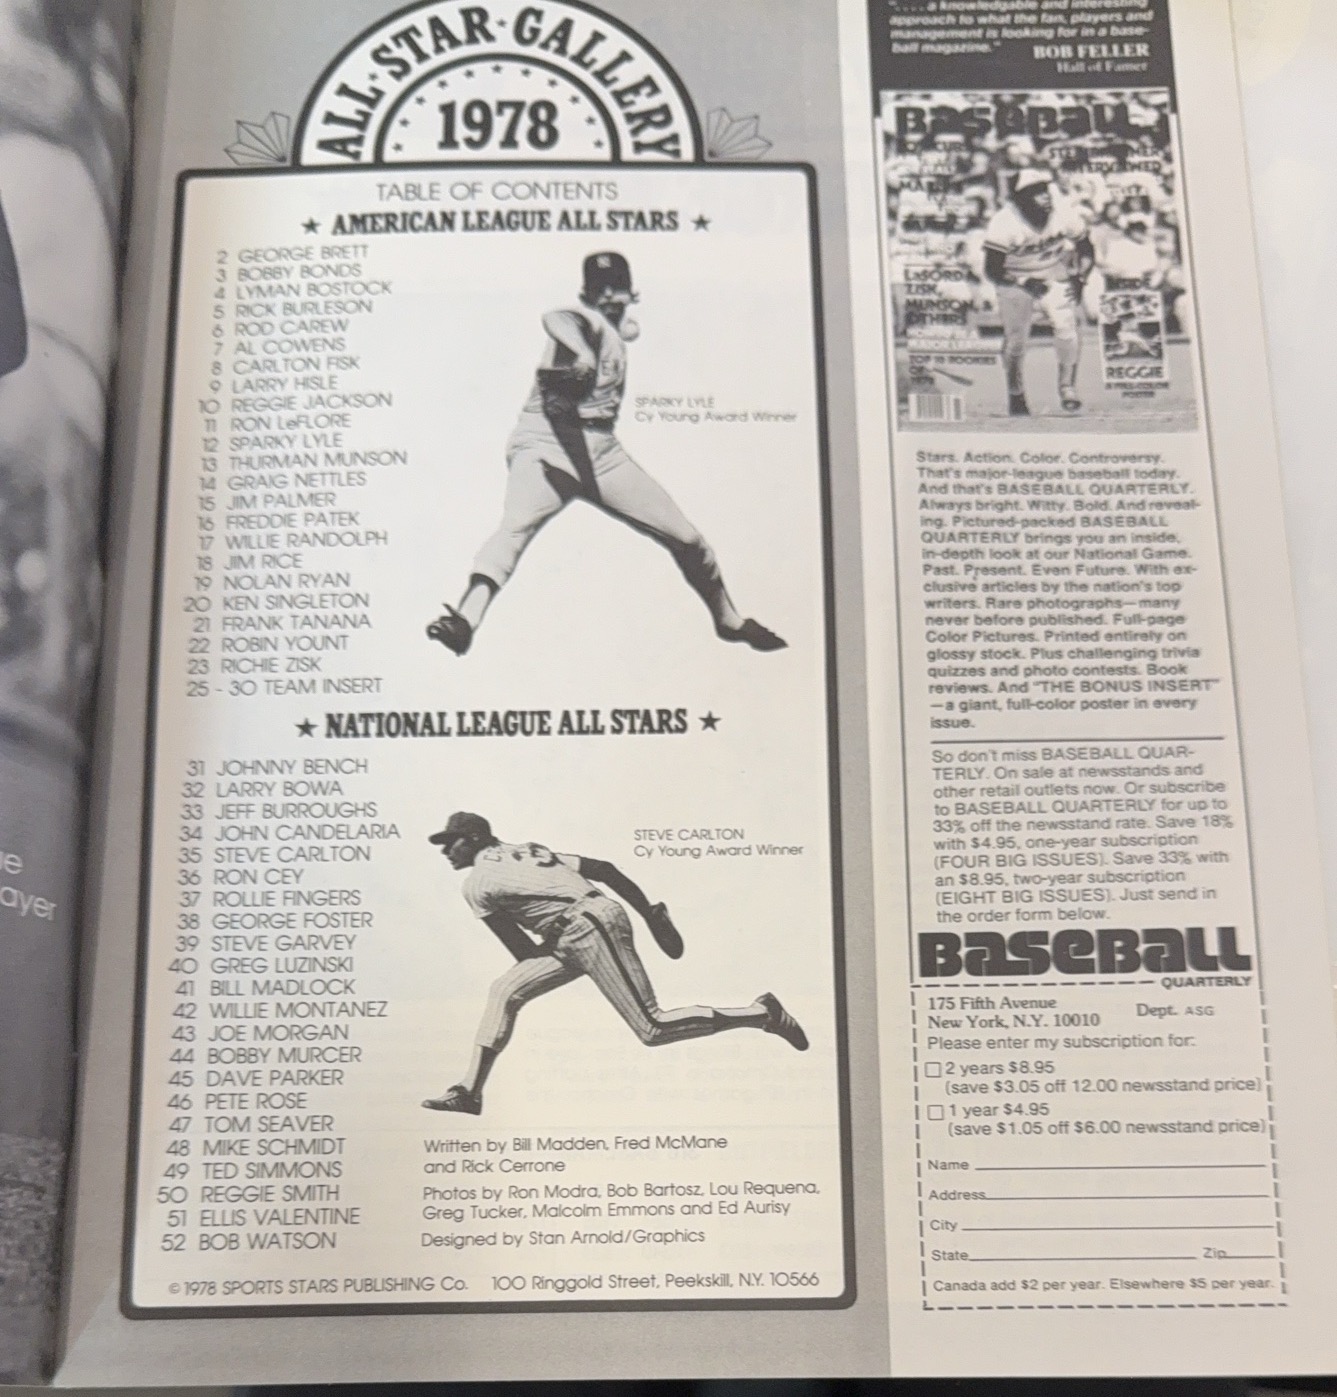 ALL·STAR·GALLERY
1978
TABLE OF CONTENTS
★ AMERICAN LEAGUE ALL STARS ★
2 GEORGE BRETT
3 BOBBY BONDS
4 LYMAN BOSTOCK
5 RICK BURLESON
6 ROD CAREW
7 AL COWENS
8 CARLTON FISK
9 LARRY HISLE
10 REGGIE JACKSON
11 RON LeFLORE
12 SPARKY LYLE
13 THURMAN MUNSON
14 GRAIG NETTLES
15 JIM PALMER
16 FREDDIE PATEK
17 WILLIE RANDOLPH
18 JIM RICE
19 NOLAN RYAN
20 KEN SINGLETON
21 FRANK TANANA
22 ROBIN YOUNT
23 RICHIE ZISK
25 - 30 TEAM INSERT
SPARKY LYLE
Cy Young Award Winner
★ NATIONAL LEAGUE ALL STARS ★
31 JOHNNY BENCH
32 LARRY BOWA
33 JEFF BURROUGHS
34 JOHN CANDELARIA
35 STEVE CARLTON
36 RON CEY
37 ROLLIE FINGERS
38 GEORGE FOSTER
39 STEVE GARVEY
40 GREG LUZINSKI
41 BILL MADLOCK
42 WILLIE MONTANEZ
43 JOE MORGAN
44 BOBBY MURCER
45 DAVE PARKER
46 PETE ROSE
47 TOM SEAVER
48 MIKE SCHMIDT
49 TED SIMMONS
50 REGGIE SMITH
51 ELLIS VALENTINE
52 BOB WATSON
STEVE CARLTON
Cy Young Award Winner
Written by Bill Madden, Fred McMane
and Rick Cerrone
Photos by Ron Modra, Bob Bartosz, Lou Requena,
Greg Tucker, Malcolm Emmons and Ed Aurisy
Designed by Stan Arnold/Graphics
© 1978 SPORTS STARS PUBLISHING Co. 100 Ringgold Street, Peekskill, N.Y. 10566
ayer
"....a knowledgable and interesting
approach to what the fan, players and
management is looking for in a base-
ball magazine."
BOB FELLER
Hall of Famer
BASEBALL
LaSORDA,
ZISK,
MUNSON, &
OTHERS
TOP 10 ROOKIES
OF
INSIDE
REGGIE
A FULL-COLOR
POSTER
Stars. Action. Color. Controversy.
That's major-league baseball today.
And that's BASEBALL QUARTERLY.
Always bright. Witty. Bold. And reveal-
ing. Pictured-packed BASEBALL
QUARTERLY brings you an inside,
in-depth look at our National Game.
Past. Present. Even Future. With ex-
clusive articles by the nation's top
writers. Rare photographs—many
never before published. Full-page
Color Pictures. Printed entirely on
glossy stock. Plus challenging trivia
quizzes and photo contests. Book
reviews. And "THE BONUS INSERT"
—a giant, full-color poster in every
issue.
So don't miss BASEBALL QUAR-
TERLY. On sale at newsstands and
other retail outlets now. Or subscribe
to BASEBALL QUARTERLY for up to
33% off the newsstand rate. Save 18%
with $4.95, one-year subscription
(FOUR BIG ISSUES). Save 33% with
an $8.95, two-year subscription
(EIGHT BIG ISSUES). Just send in
the order form below.
BASEBALL
QUARTERLY
175 Fifth Avenue
New York, N.Y. 10010 Dept. ASG
Please enter my subscription for:
2 years $8.95
(save $3.05 off 12.00 newsstand price)
1 year $4.95
(save $1.05 off $6.00 newsstand price)
Name
Address
City
State Zip
Canada add $2 per year. Elsewhere $5 per year.